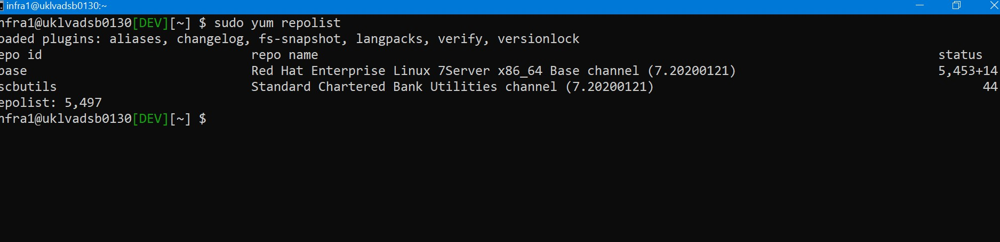 infra1@uklvadsb0130:~
nfra1@uklvadsb0130[DEV][~] $ sudo yum repolist
oaded plugins: aliases, changelog, fs-snapshot, langpacks, verify, versionlock
epo id repo name status
base Red Hat Enterprise Linux 7Server x86_64 Base channel (7.20200121) 5,453+14
scbutils Standard Chartered Bank Utilities channel (7.20200121) 44
epolist: 5,497
nfra1@uklvadsb0130[DEV][~] $